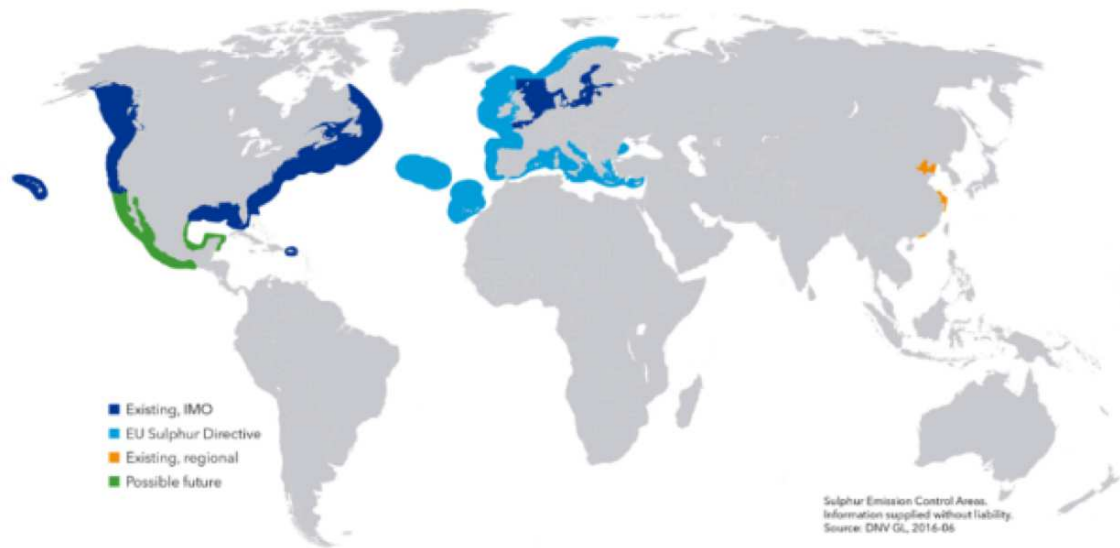 Existing, IMO
EU Sulphur Directive
Existing, regional
Possible future
Sulphur Emission Control Areas.
Information supplied without liability.
Source: DNV GL, 2016-06